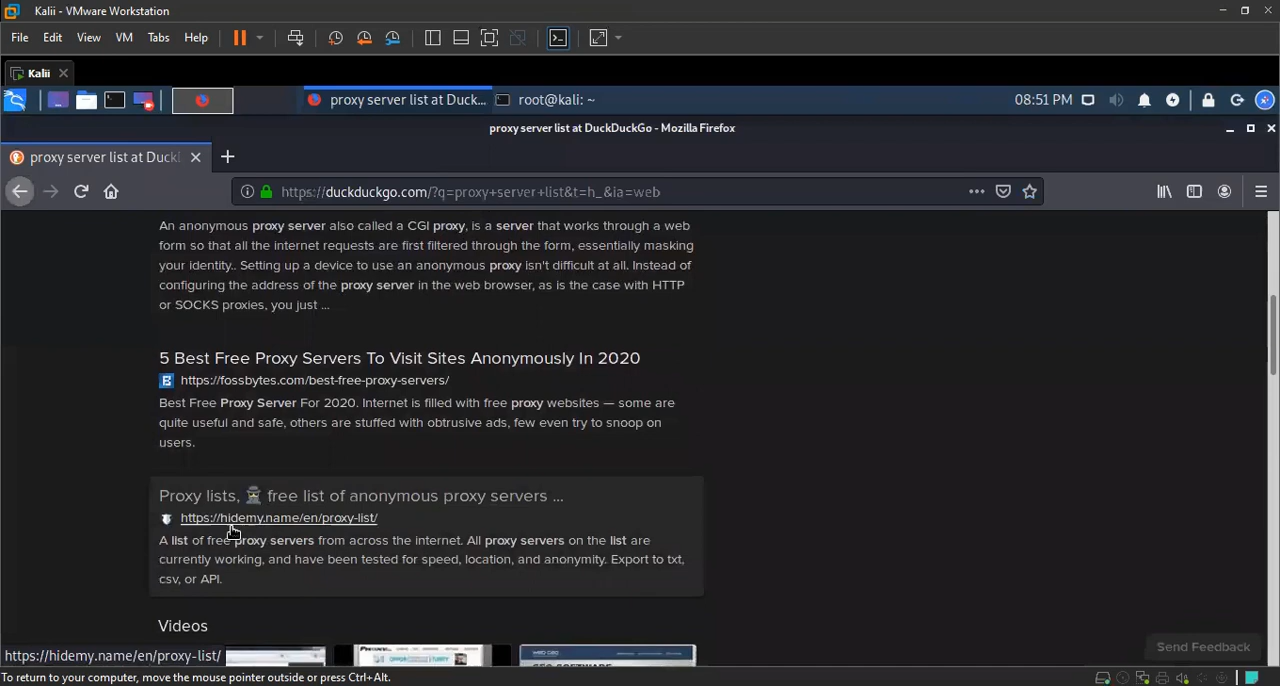 Kalii - VMware Workstation
File Edit View VM Tabs Help
Kalii
proxy server list at Duck... root@kali: ~ 08:51 PM
proxy server list at DuckDuckGo - Mozilla Firefox
proxy server list at Duck
https://duckduckgo.com/?q=proxy+server+list&t=h_&ia=web
An anonymous proxy server also called a CGI proxy, is a server that works through a web
form so that all the internet requests are first filtered through the form, essentially masking
your identity.. Setting up a device to use an anonymous proxy isn't difficult at all. Instead of
configuring the address of the proxy server in the web browser, as is the case with HTTP
or SOCKS proxies, you just ...
5 Best Free Proxy Servers To Visit Sites Anonymously In 2020
https://fossbytes.com/best-free-proxy-servers/
Best Free Proxy Server For 2020. Internet is filled with free proxy websites — some are
quite useful and safe, others are stuffed with obtrusive ads, few even try to snoop on
users.
Proxy lists, free list of anonymous proxy servers ...
https://hidemy.name/en/proxy-list/
A list of free proxy servers from across the internet. All proxy servers on the list are
currently working, and have been tested for speed, location, and anonymity. Export to txt,
csv, or API.
Videos
Send Feedback
https://hidemy.name/en/proxy-list/
To return to your computer, move the mouse pointer outside or press Ctrl+Alt.